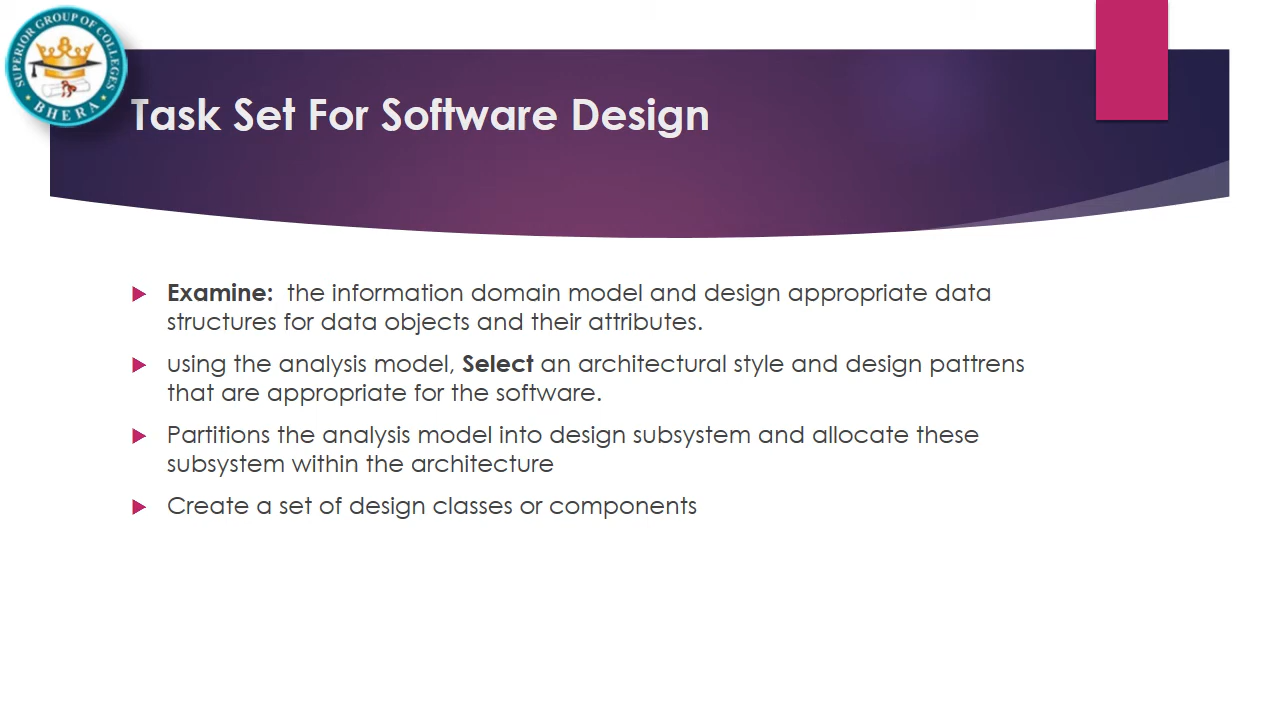 SUPERIOR GROUP OF COLLEGES
BHERA
Task Set For Software Design
Examine: the information domain model and design appropriate data
structures for data objects and their attributes.
using the analysis model, Select an architectural style and design pattrens
that are appropriate for the software.
Partitions the analysis model into design subsystem and allocate these
subsystem within the architecture
Create a set of design classes or components